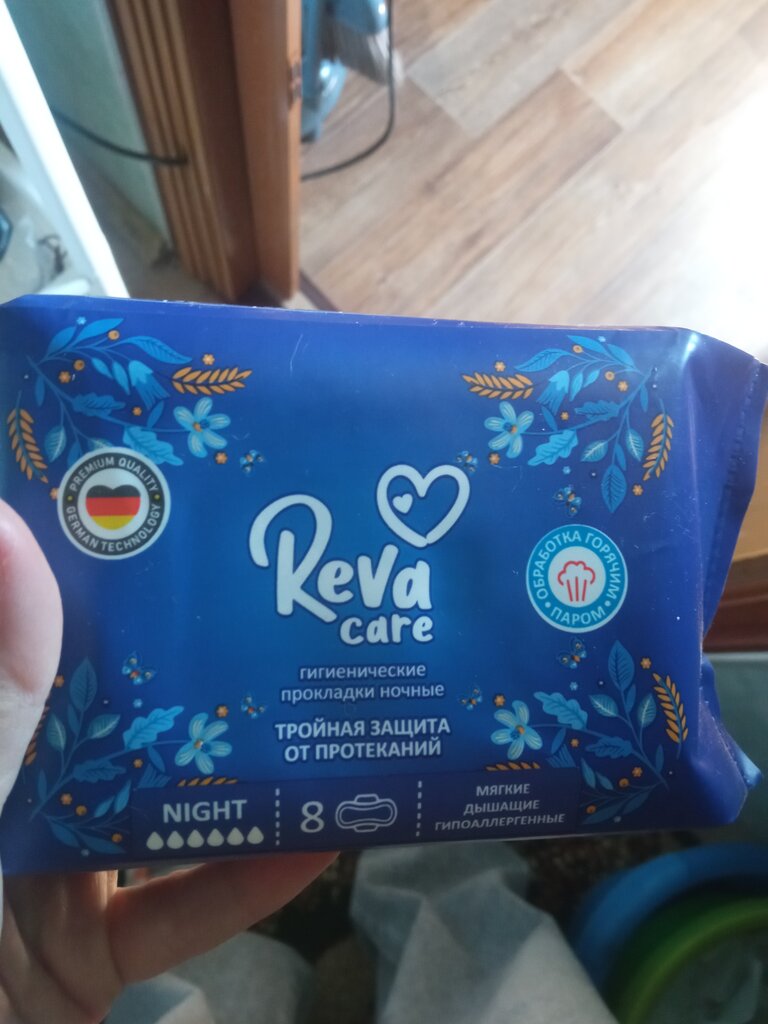 PREMIUM QUALITY
GERMAN TECHNOLOGY
Reva
care
ОБРАБОТКА ГОРЯЧИМ
ПАРОМ
гигиенические
прокладки ночные
ТРОЙНАЯ ЗАЩИТА
ОТ ПРОТЕКАНИЙ
NIGHT
8
МЯГКИЕ
ДЫШАЩИЕ
ГИПОАЛЛЕРГЕННЫЕ